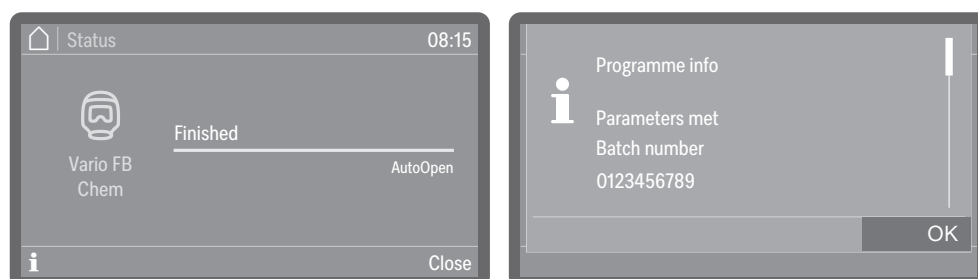 Status 08:15
Finished
AutoOpen
Vario FB
Chem
i Close
Programme info
i
Parameters met
Batch number
0123456789
OK